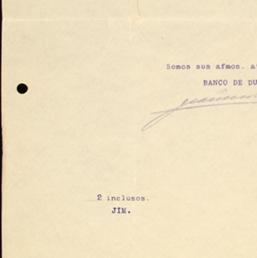 Somos sus afmos. a
BANCO DE DU
2 inclusos.
JIM.